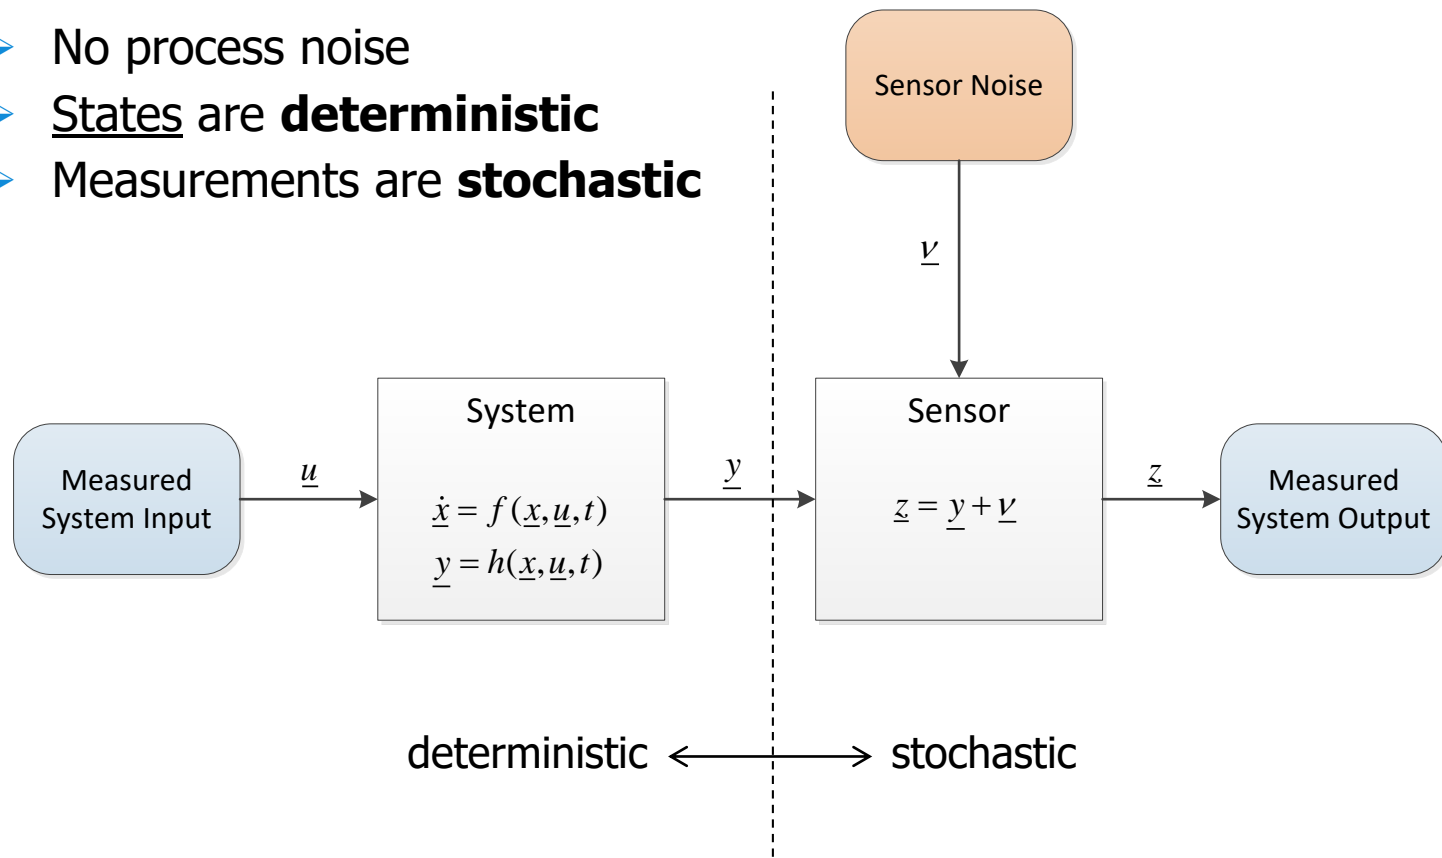 No process noise
States are deterministic
Measurements are stochastic
Sensor Noise
ν
System
Sensor
Measured
System Input
u
ẋ = f(x,u,t)
y = h(x,u,t)
y
z = y + ν
z
Measured
System Output
deterministic
stochastic